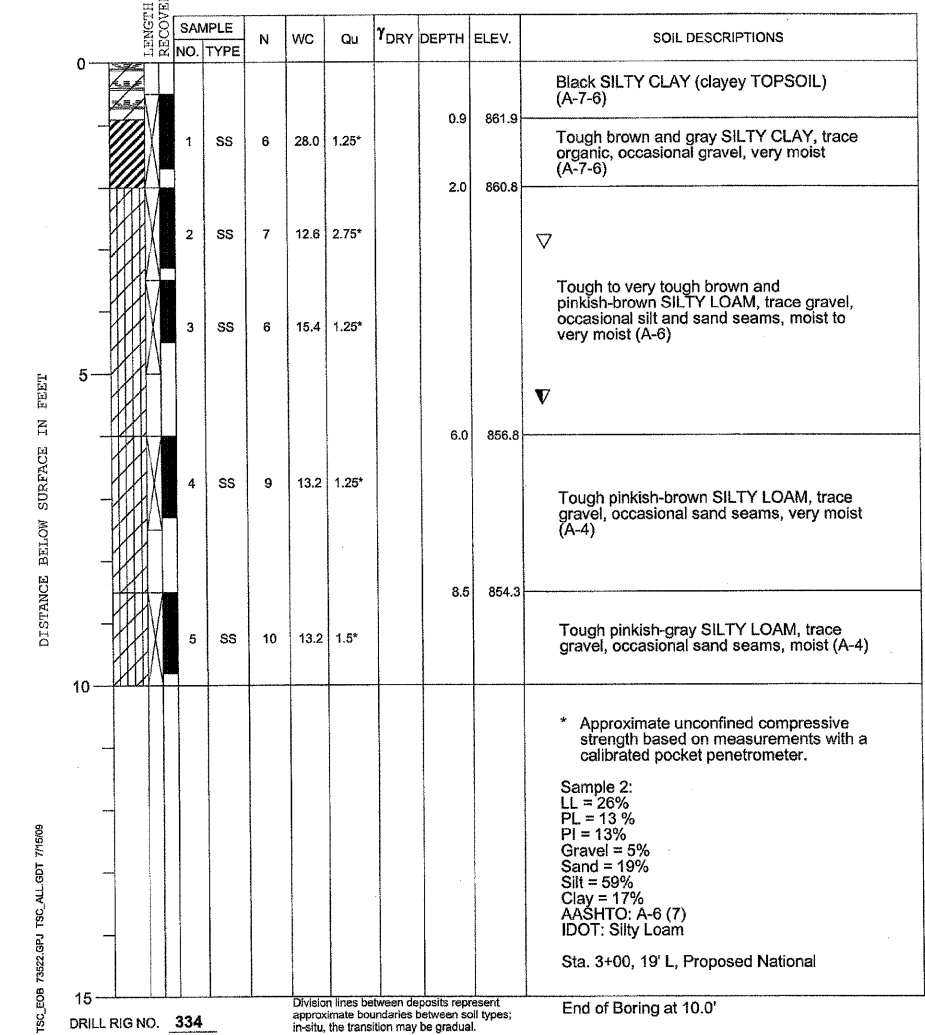 LENGTH
RECOVER
SAMPLE
NO. TYPE N WC Qu γDRY DEPTH ELEV. SOIL DESCRIPTIONS
0
Black SILTY CLAY (clayey TOPSOIL)
(A-7-6)
0.9 861.9
1 SS 6 28.0 1.25*
Tough brown and gray SILTY CLAY, trace
organic, occasional gravel, very moist
(A-7-6)
2.0 860.8
2 SS 7 12.6 2.75*
Tough to very tough brown and
pinkish-brown SILTY LOAM, trace gravel,
occasional silt and sand seams, moist to
very moist (A-6)
3 SS 6 15.4 1.25*
5
6.0 856.8
4 SS 9 13.2 1.25*
Tough pinkish-brown SILTY LOAM, trace
gravel, occasional sand seams, very moist
(A-4)
8.5 854.3
5 SS 10 13.2 1.5*
Tough pinkish-gray SILTY LOAM, trace
gravel, occasional sand seams, moist (A-4)
10
* Approximate unconfined compressive
strength based on measurements with a
calibrated pocket penetrometer.
Sample 2:
LL = 26%
PL = 13 %
PI = 13%
Gravel = 5%
Sand = 19%
Silt = 59%
Clay = 17%
AASHTO: A-6 (7)
IDOT: Silty Loam
Sta. 3+00, 19' L, Proposed National
15
DISTANCE BELOW SURFACE IN FEET
TSC_EOB 73522.GPJ TSC_ALL.GDT 7/15/09
DRILL RIG NO. 334
Division lines between deposits represent
approximate boundaries between soil types;
in-situ, the transition may be gradual.
End of Boring at 10.0'